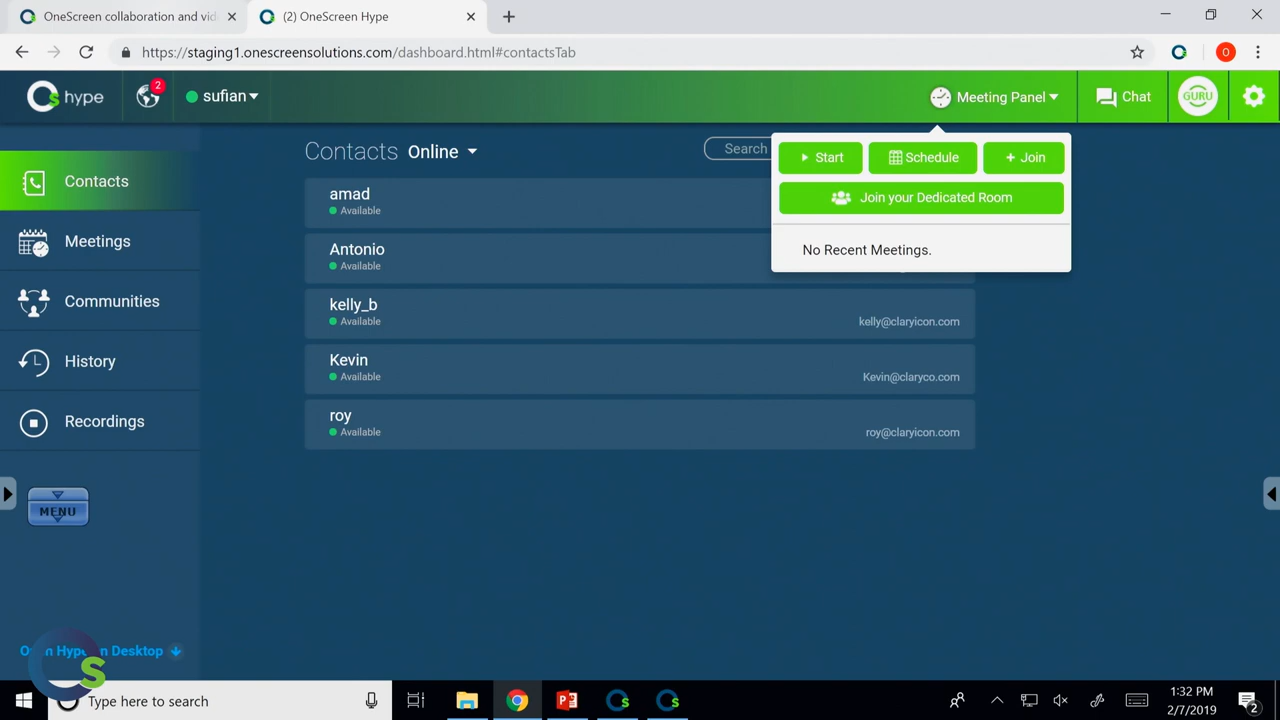 OneScreen collaboration and vid
(2) OneScreen Hype
https://staging1.onescreensolutions.com/dashboard.html#contactsTab
O
hype
2
sufian
Meeting Panel
Chat
GURU
Contacts
Meetings
Communities
History
Recordings
MENU
Contacts Online
Search
Start
Schedule
+ Join
Join your Dedicated Room
No Recent Meetings.
amad
Available
Antonio
Available
kelly_b
Available
kelly@claryicon.com
Kevin
Available
Kevin@claryco.com
roy
Available
roy@claryicon.com
Desktop
Type here to search
1:32 PM
2/7/2019
2